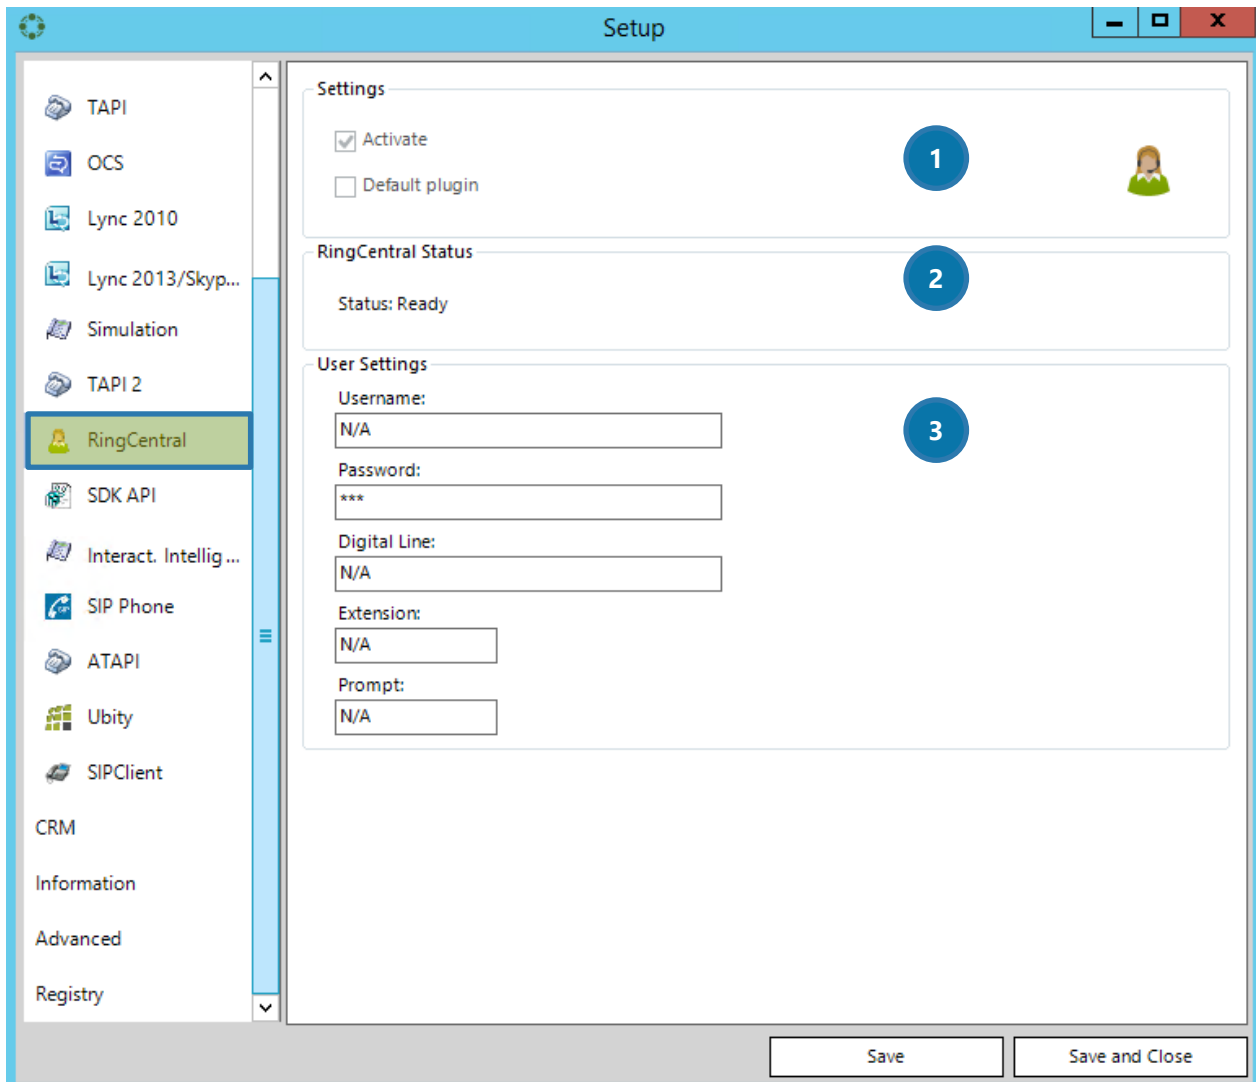 Setup
TAPI
OCS
Lync 2010
Lync 2013/Skyp...
Simulation
TAPI 2
RingCentral
SDK API
Interact. Intellig...
SIP Phone
ATAPI
Ubity
SIPClient
CRM
Information
Advanced
Registry
Settings
Activate
Default plugin
1
RingCentral Status
Status: Ready
2
User Settings
Username:
N/A
3
Password:
***
Digital Line:
N/A
Extension:
N/A
Prompt:
N/A
Save
Save and Close